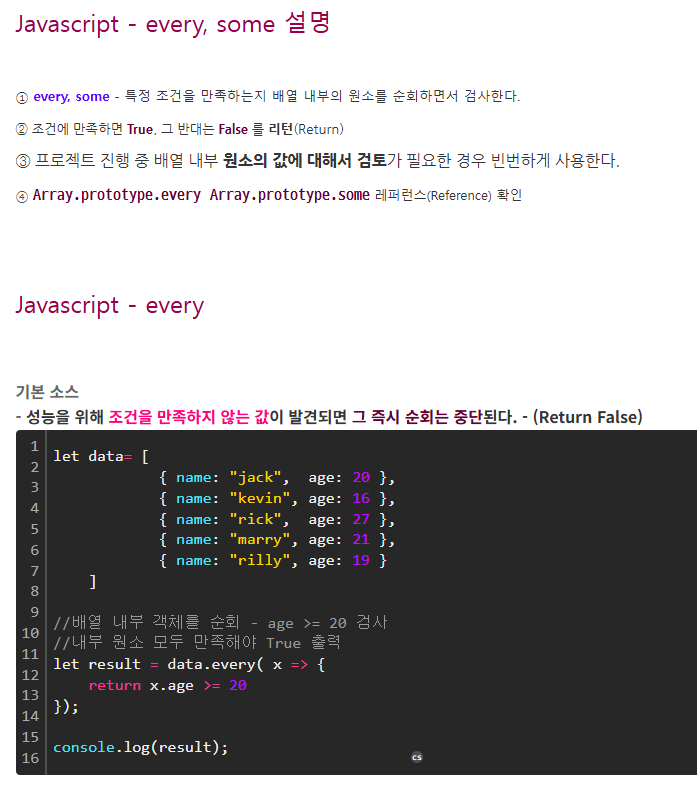 Javascript - every, some 설명
① every, some - 특정 조건을 만족하는지 배열 내부의 원소를 순회하면서 검사한다.
② 조건에 만족하면 True, 그 반대는 False 를 리턴(Return)
③ 프로젝트 진행 중 배열 내부 원소의 값에 대해서 검토가 필요한 경우 빈번하게 사용한다.
④ Array.prototype.every Array.prototype.some 레퍼런스(Reference) 확인
Javascript - every
기본 소스
- 성능을 위해 조건을 만족하지 않는 값이 발견되면 그 즉시 순회는 중단된다. - (Return False)
1
2 let data= [
3 { name: "jack",  age: 20 },
4 { name: "kevin", age: 16 },
5 { name: "rick",  age: 27 },
6 { name: "marry", age: 21 },
7 { name: "rilly", age: 19 }
8 ]
9
10 //배열 내부 객체를 순회 - age >= 20 검사
11 //내부 원소 모두 만족해야 True 출력
12 let result = data.every( x => {
13 return x.age >= 20
14 });
15
16 console.log(result);
cs